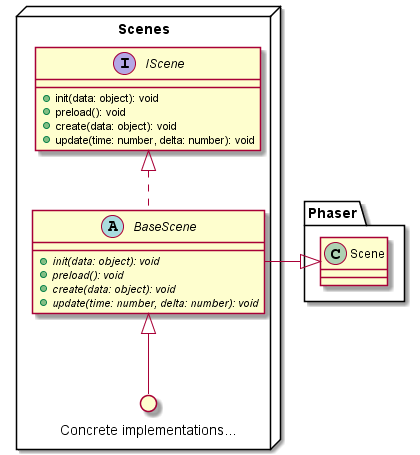 Scenes
I IScene
init(data: object): void
preload(): void
create(data: object): void
update(time: number, delta: number): void
A BaseScene
init(data: object): void
preload(): void
create(data: object): void
update(time: number, delta: number): void
Phaser
C Scene
Concrete implementations...